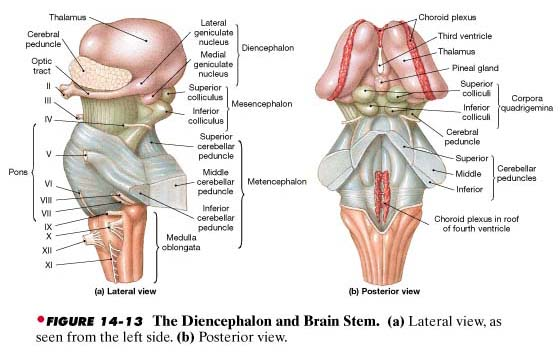 Thalamus
Cerebral
peduncle
Optic
tract
II
III
IV
V
Pons
VI
VIII
VII
IX
X
XII
XI
Lateral
geniculate
nucleus
Medial
geniculate
nucleus
Diencephalon
Superior
colliculus
Inferior
colliculus
Mesencephalon
Superior
cerebellar
peduncle
Middle
cerebellar
peduncle
Inferior
cerebellar
peduncle
Metencephalon
Medulla
oblongata
(a) Lateral view
Choroid plexus
Third ventricle
Thalamus
Pineal gland
Superior
colliculi
Inferior
colliculi
Corpora
quadrigemina
Cerebral
peduncle
Superior
Middle
Inferior
Cerebellar
peduncles
Choroid plexus in roof
of fourth ventricle
(b) Posterior view
•FIGURE 14-13 The Diencephalon and Brain Stem. (a) Lateral view, as
seen from the left side. (b) Posterior view.